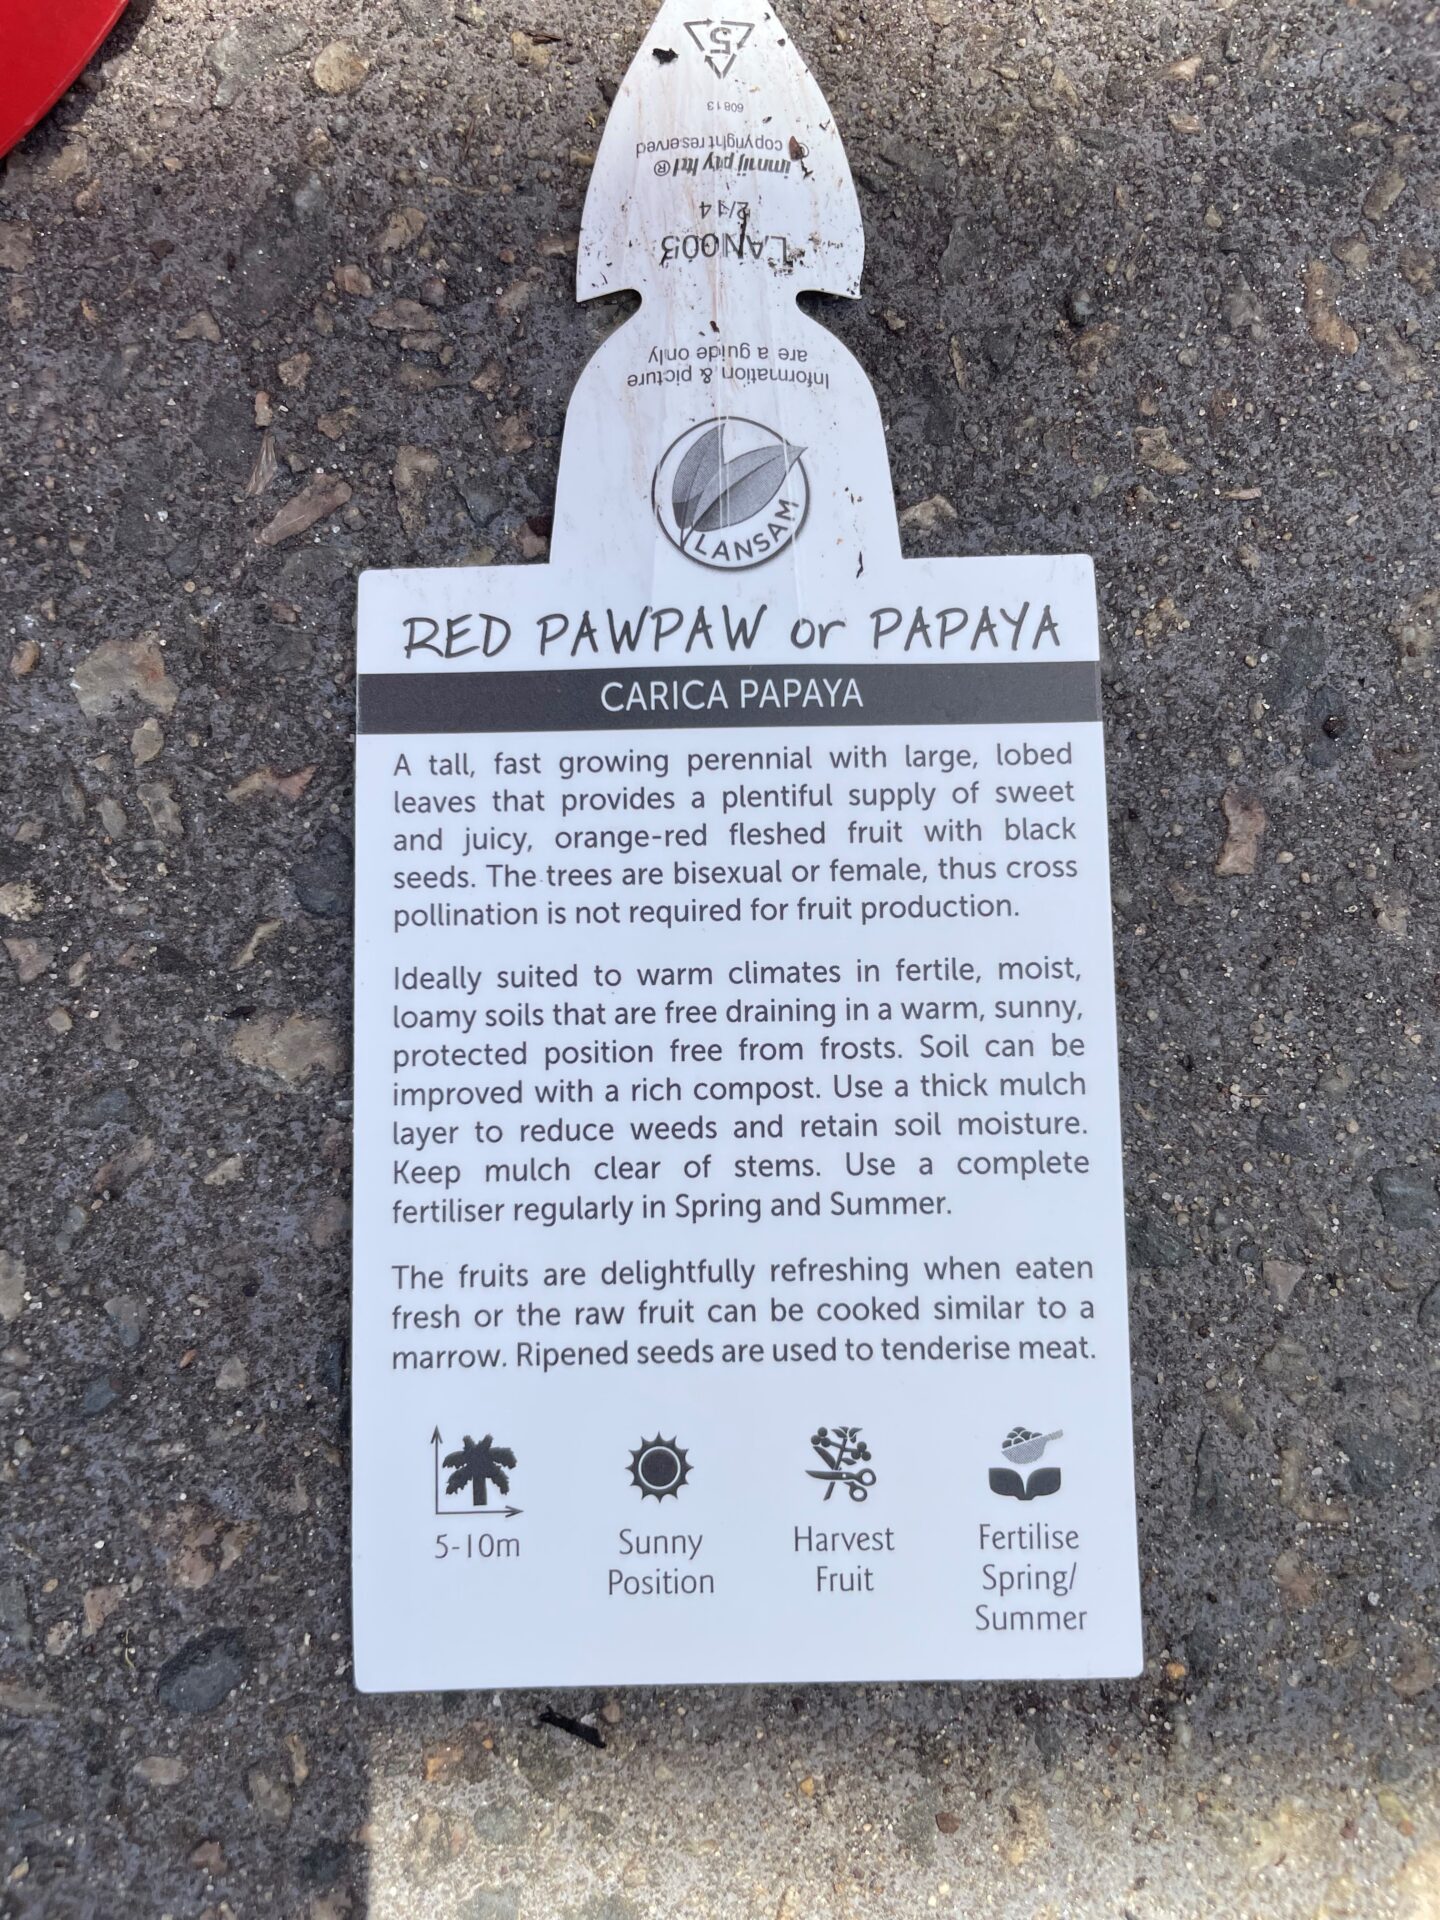 5
60813
© copyright reserved
immij pty ltd ®
2/14
LAN003
are a guide only
Information & picture
LANSAM
RED PAWPAW or PAPAYA
CARICA PAPAYA
A tall, fast growing perennial with large, lobed
leaves that provides a plentiful supply of sweet
and juicy, orange-red fleshed fruit with black
seeds. The trees are bisexual or female, thus cross
pollination is not required for fruit production.
Ideally suited to warm climates in fertile, moist,
loamy soils that are free draining in a warm, sunny,
protected position free from frosts. Soil can be
improved with a rich compost. Use a thick mulch
layer to reduce weeds and retain soil moisture.
Keep mulch clear of stems. Use a complete
fertiliser regularly in Spring and Summer.
The fruits are delightfully refreshing when eaten
fresh or the raw fruit can be cooked similar to a
marrow. Ripened seeds are used to tenderise meat.
5-10m
Sunny
Position
Harvest
Fruit
Fertilise
Spring/
Summer